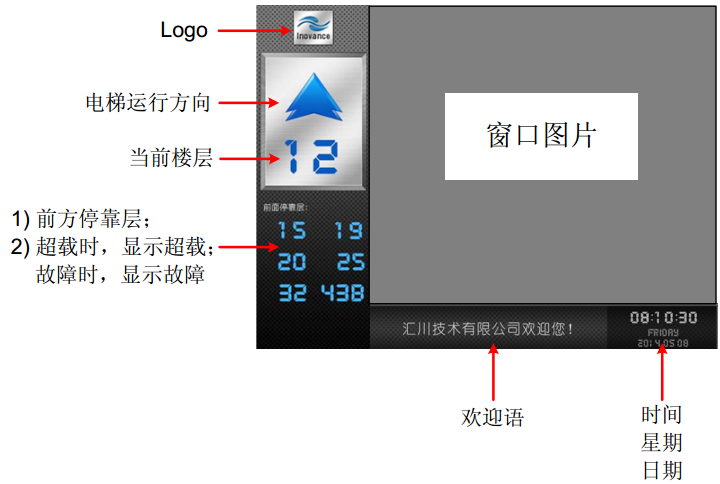 Logo
Inovance
电梯运行方向
12
当前楼层
窗口图片
1) 前方停靠层；
2) 超载时，显示超载；
故障时，显示故障
前面停靠层：
15 19
20 25
32 438
汇川技术有限公司欢迎您！
08:10:30
FRIDAY
2014.05.08
欢迎语
时间
星期
日期